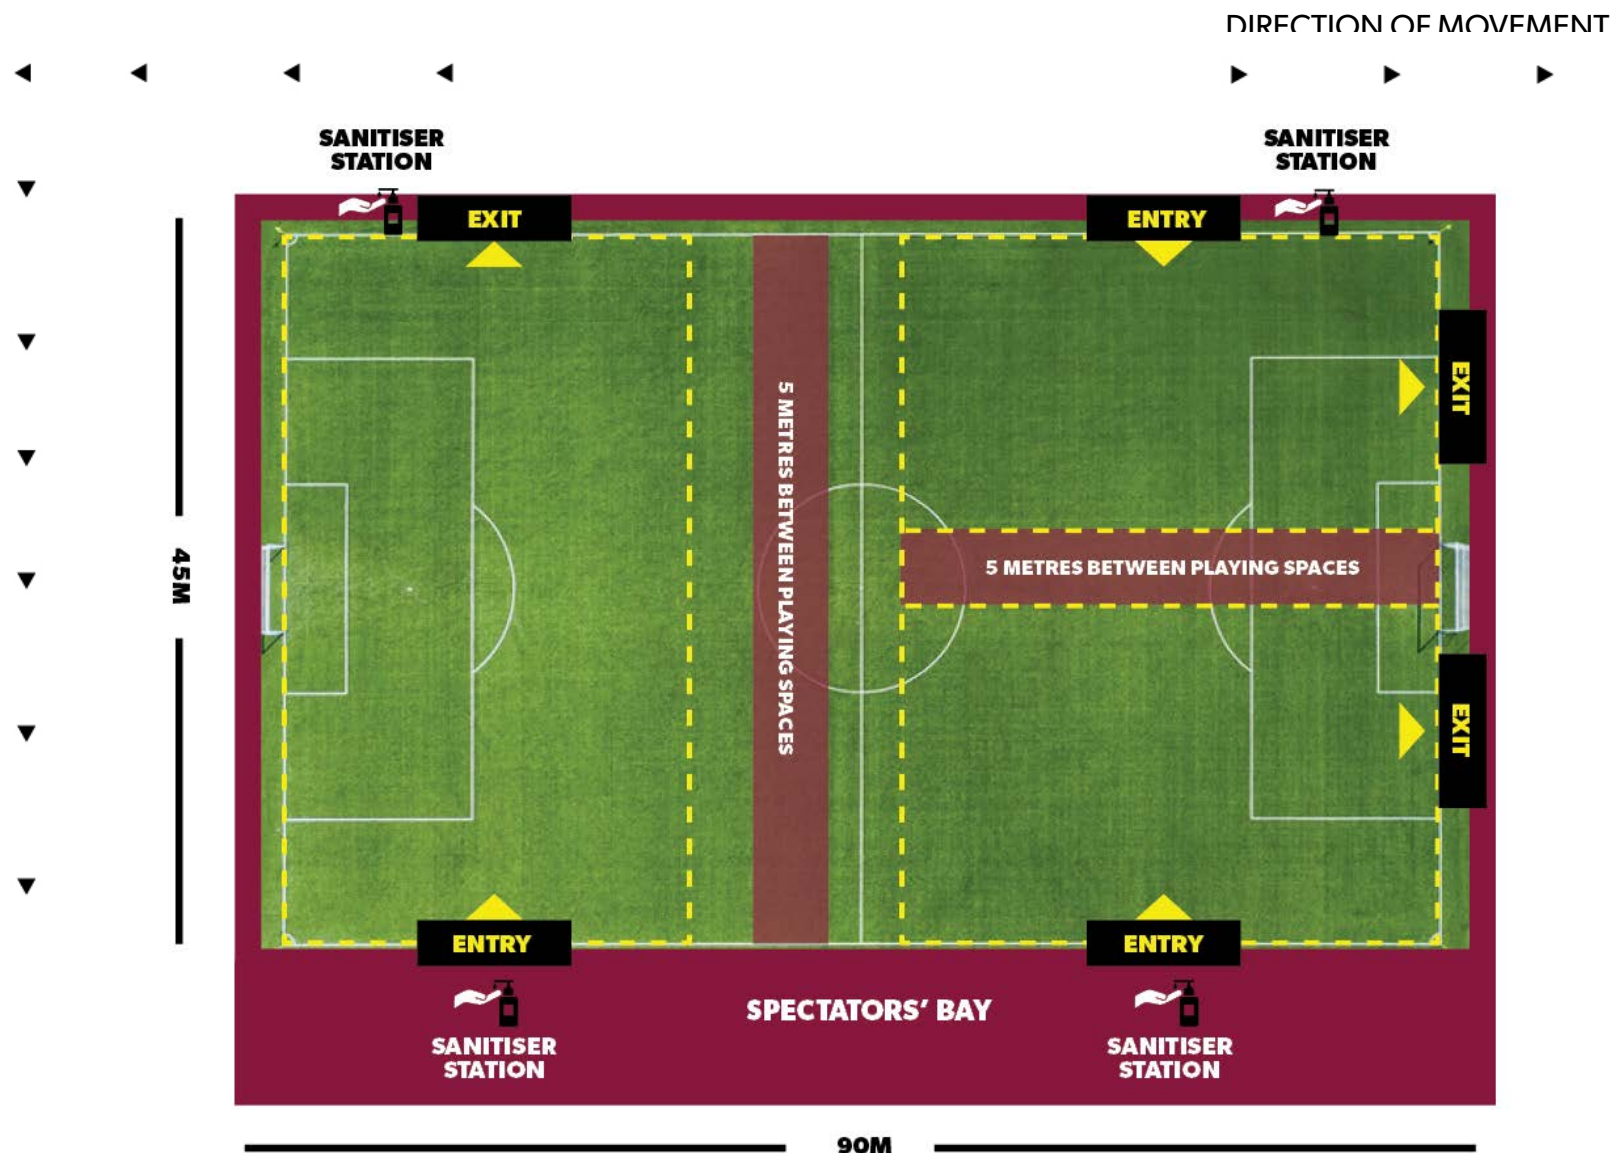 DIRECTION OF MOVEMENT
SANITISER
STATION
SANITISER
STATION
EXIT
ENTRY
EXIT
5 METRES BETWEEN PLAYING SPACES
5 METRES BETWEEN PLAYING SPACES
45M
EXIT
ENTRY
ENTRY
SPECTATORS’ BAY
SANITISER
STATION
SANITISER
STATION
90M